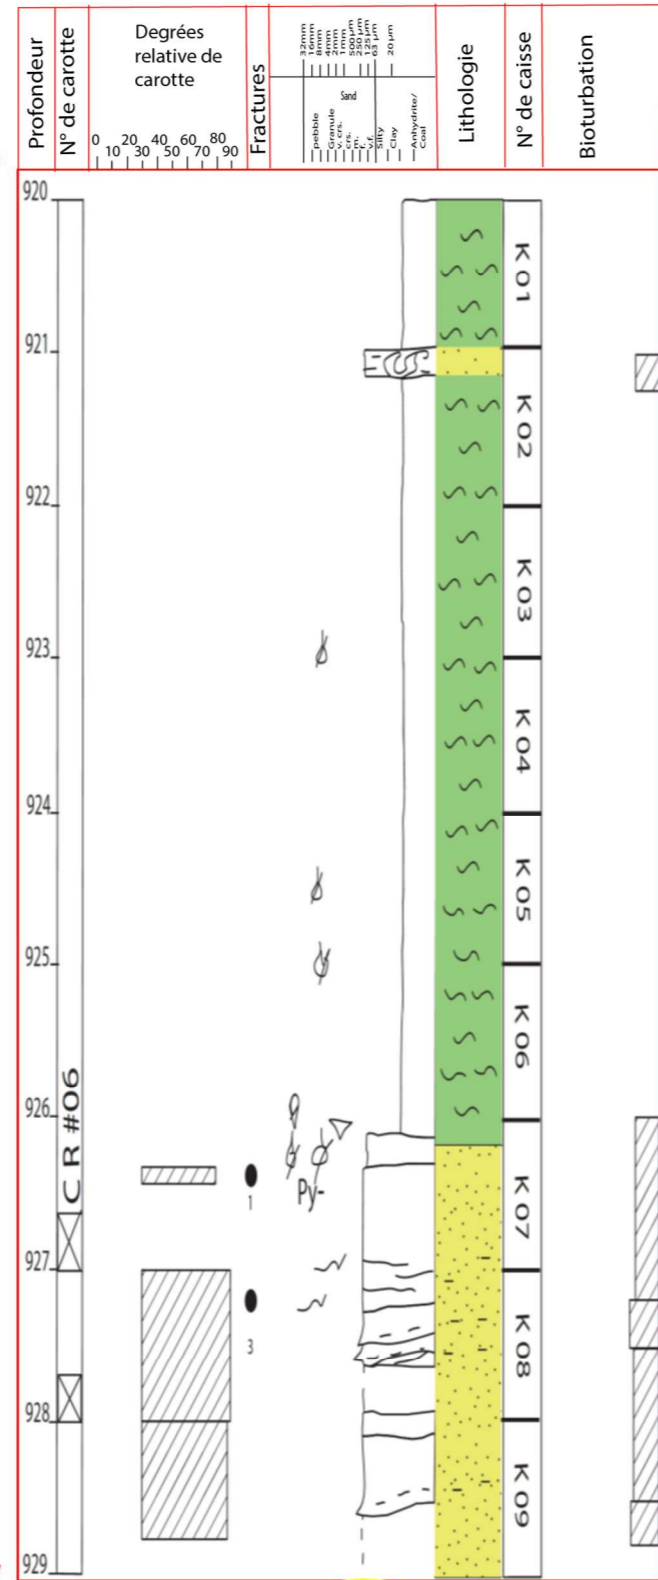 Profondeur
N° de carotte
Degrées
relative de
carotte
0
10
20
30
40
50
60
70
80
90
Fractures
32mm
16mm
8mm
4mm
2mm
1mm
500µm
250µm
125µm
63 µm
20µm
Sand
pebble
Granule
v. crs.
crs.
m.
f.
v.f.
Silty
Clay
Anhydrite/
Coal
Lithologie
N° de caisse
Bioturbation
920
K 01
921
K 02
922
K 03
923
K 04
924
K 05
925
K 06
926
C R #06
1
Py-
K 07
927
3
K 08
928
K 09
929